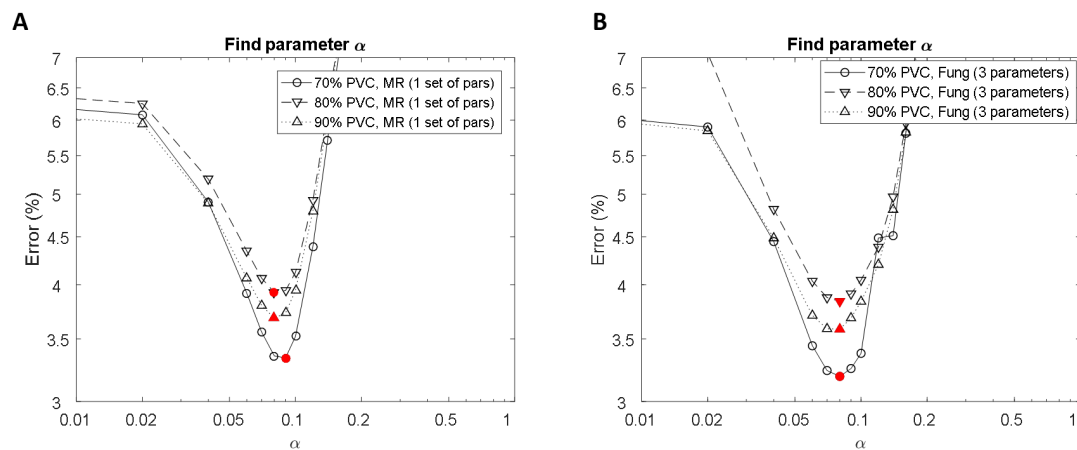 A
Find parameter α
7
6.5
6
5.5
5
4.5
4
3.5
3
Error (%)
70% PVC, MR (1 set of pars)
80% PVC, MR (1 set of pars)
90% PVC, MR (1 set of pars)
0.01 0.02 0.05 0.1 0.2 0.5 1
α
B
Find parameter α
7
6.5
6
5.5
5
4.5
4
3.5
3
Error (%)
70% PVC, Fung (3 parameters)
80% PVC, Fung (3 parameters)
90% PVC, Fung (3 parameters)
0.01 0.02 0.05 0.1 0.2 0.5 1
α